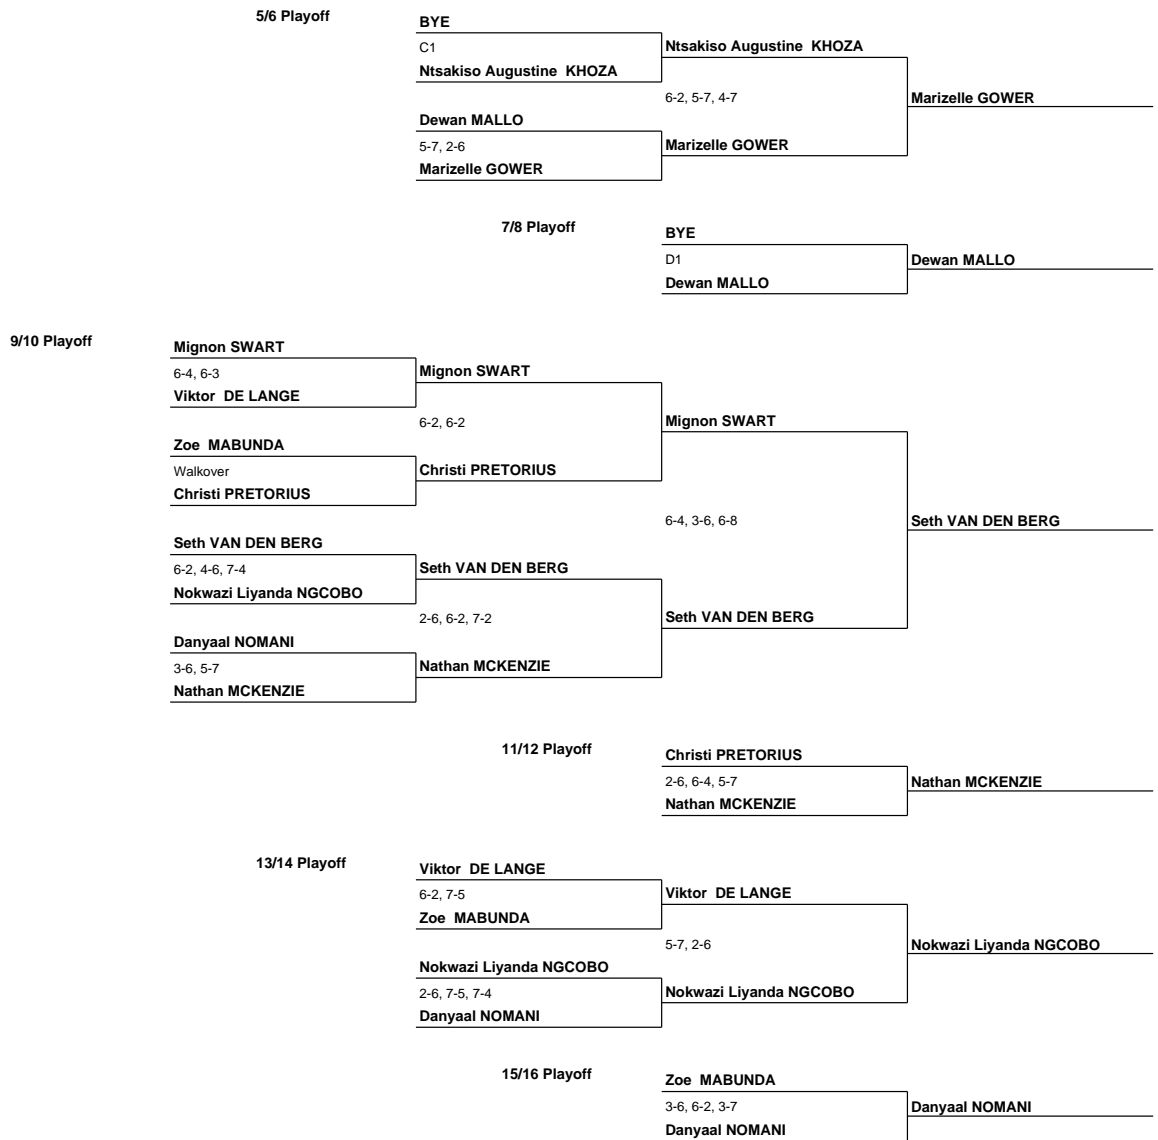 5/6 Playoff
BYE
C1
Ntsakiso Augustine KHOZA
Ntsakiso Augustine KHOZA
6-2, 5-7, 4-7
Marizelle GOWER
Dewan MALLO
5-7, 2-6
Marizelle GOWER
Marizelle GOWER
7/8 Playoff
BYE
D1
Dewan MALLO
Dewan MALLO
9/10 Playoff
Mignon SWART
6-4, 6-3
Viktor DE LANGE
Mignon SWART
6-2, 6-2
Mignon SWART
Zoe MABUNDA
Walkover
Christi PRETORIUS
Christi PRETORIUS
6-4, 3-6, 6-8
Seth VAN DEN BERG
Seth VAN DEN BERG
6-2, 4-6, 7-4
Nokwazi Liyanda NGCOBO
Seth VAN DEN BERG
2-6, 6-2, 7-2
Seth VAN DEN BERG
Danyaal NOMANI
3-6, 5-7
Nathan MCKENZIE
Nathan MCKENZIE
11/12 Playoff
Christi PRETORIUS
2-6, 6-4, 5-7
Nathan MCKENZIE
Nathan MCKENZIE
13/14 Playoff
Viktor DE LANGE
6-2, 7-5
Zoe MABUNDA
Viktor DE LANGE
5-7, 2-6
Nokwazi Liyanda NGCOBO
Nokwazi Liyanda NGCOBO
2-6, 7-5, 7-4
Danyaal NOMANI
Nokwazi Liyanda NGCOBO
15/16 Playoff
Zoe MABUNDA
3-6, 6-2, 3-7
Danyaal NOMANI
Danyaal NOMANI